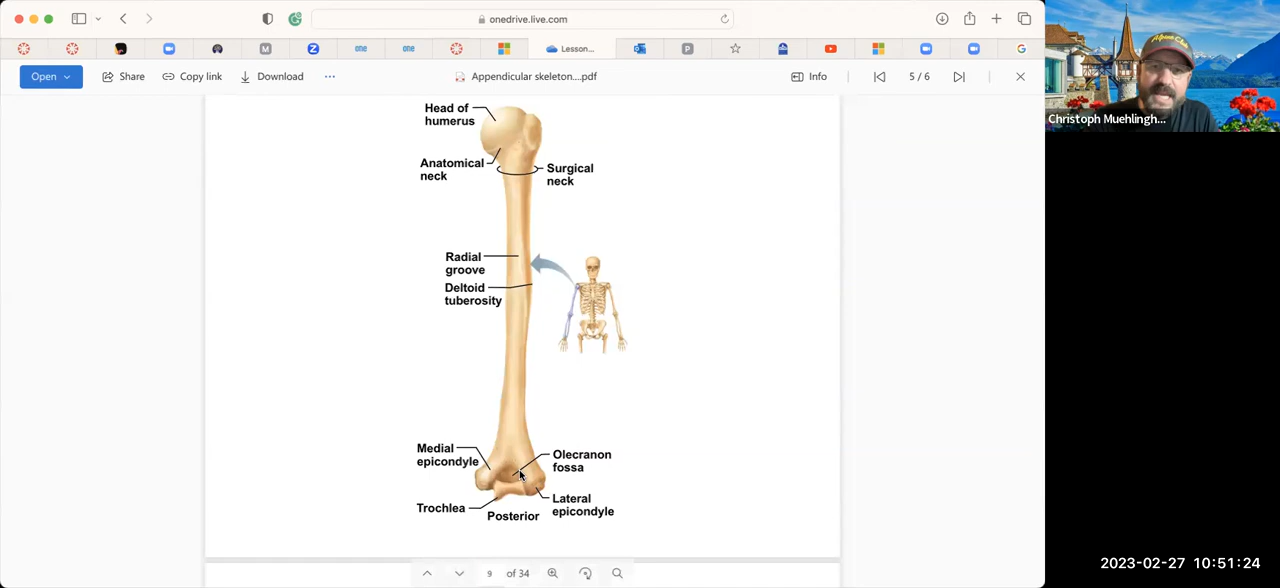 onedrive.live.com
M
Z
one
one
Lesson...
P
G
Open
Share
Copy link
Download
...
Appendicular skeleton....pdf
Info
5 / 6
Christoph Muehlingh...
Head of
humerus
Anatomical
neck
Surgical
neck
Radial
groove
Deltoid
tuberosity
Medial
epicondyle
Olecranon
fossa
Lateral
epicondyle
Trochlea
Posterior
9 of 34
2023-02-27 10:51:24